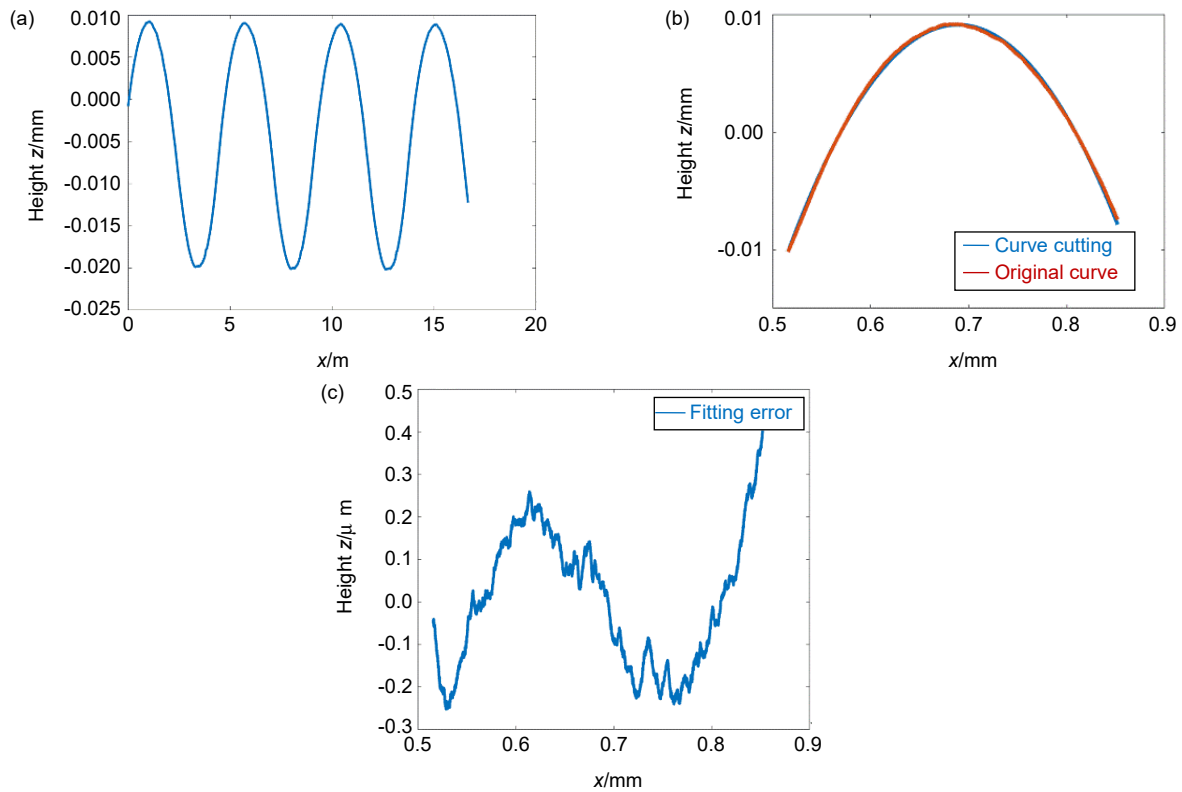 (a)
0.010
0.005
0.000
-0.005
-0.010
-0.020
-0.025
Height z/mm
0
5
10
15
20
x/m
(b)
0.01
0.00
-0.01
Height z/mm
Curve cutting
Original curve
0.5
0.6
0.7
0.8
0.9
x/mm
(c)
0.5
0.4
0.3
0.2
0.1
0.0
-0.1
-0.2
-0.3
Height z/μ m
Fitting error
0.5
0.6
0.7
0.8
0.9
x/mm